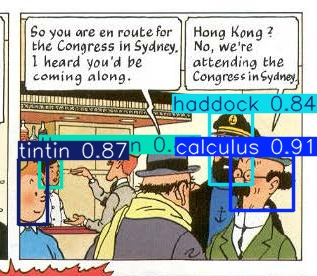 So you are en route for
the Congress in Sydney.
I heard you'd be
coming along.
Hong Kong?
No, we're
attending the
Congress in Sydney.
haddock 0.84
tintin 0.87
n 0.
calculus 0.91